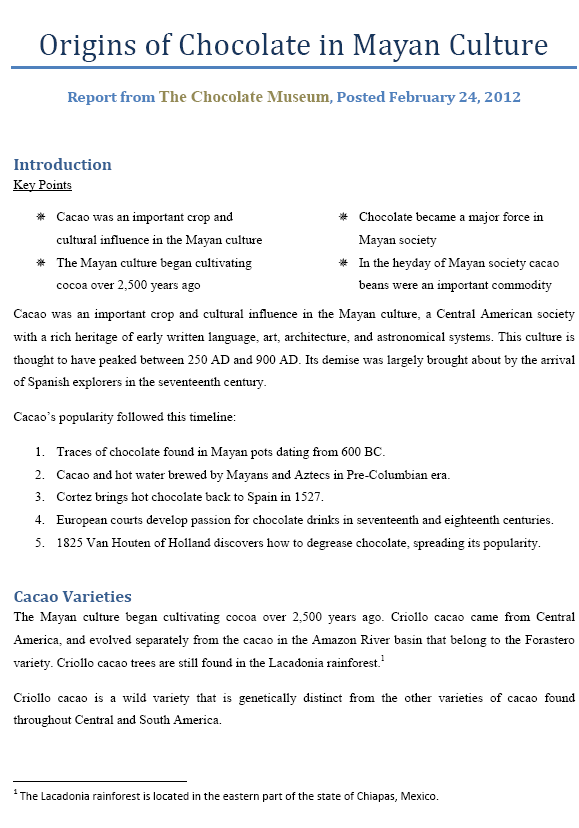 Origins of Chocolate in Mayan Culture
Report from The Chocolate Museum, Posted February 24, 2012
Introduction
Key Points
Cacao was an important crop and
cultural influence in the Mayan culture
The Mayan culture began cultivating
cocoa over 2,500 years ago
Chocolate became a major force in
Mayan society
In the heyday of Mayan society cacao
beans were an important commodity
Cacao was an important crop and cultural influence in the Mayan culture, a Central American society
with a rich heritage of early written language, art, architecture, and astronomical systems. This culture is
thought to have peaked between 250 AD and 900 AD. Its demise was largely brought about by the arrival
of Spanish explorers in the seventeenth century.
Cacao's popularity followed this timeline:
1. Traces of chocolate found in Mayan pots dating from 600 BC.
2. Cacao and hot water brewed by Mayans and Aztecs in Pre-Columbian era.
3. Cortez brings hot chocolate back to Spain in 1527.
4. European courts develop passion for chocolate drinks in seventeenth and eighteenth centuries.
5. 1825 Van Houten of Holland discovers how to degrease chocolate, spreading its popularity.
Cacao Varieties
The Mayan culture began cultivating cocoa over 2,500 years ago. Criollo cacao came from Central
America, and evolved separately from the cacao in the Amazon River basin that belong to the Forastero
variety. Criollo cacao trees are still found in the Lacadonia rainforest.1
Criollo cacao is a wild variety that is genetically distinct from the other varieties of cacao found
throughout Central and South America.
1 The Lacadonia rainforest is located in the eastern part of the state of Chiapas, Mexico.